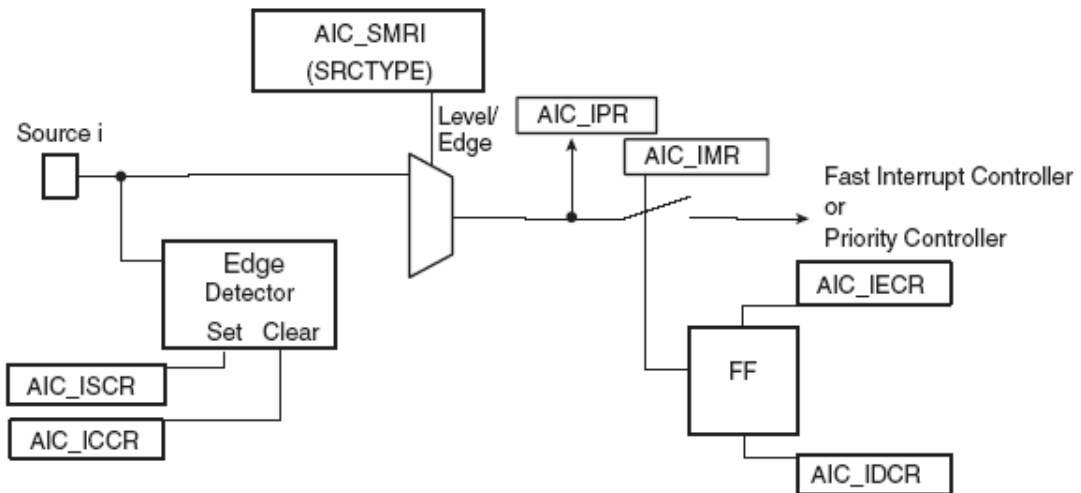 AIC_SMRI
(SRCTYPE)
Level/
Edge
AIC_IPR
Source i
AIC_IMR
Fast Interrupt Controller
or
Priority Controller
Edge
Detector
Set Clear
AIC_IECR
FF
AIC_ISCR
AIC_ICCR
AIC_IDCR